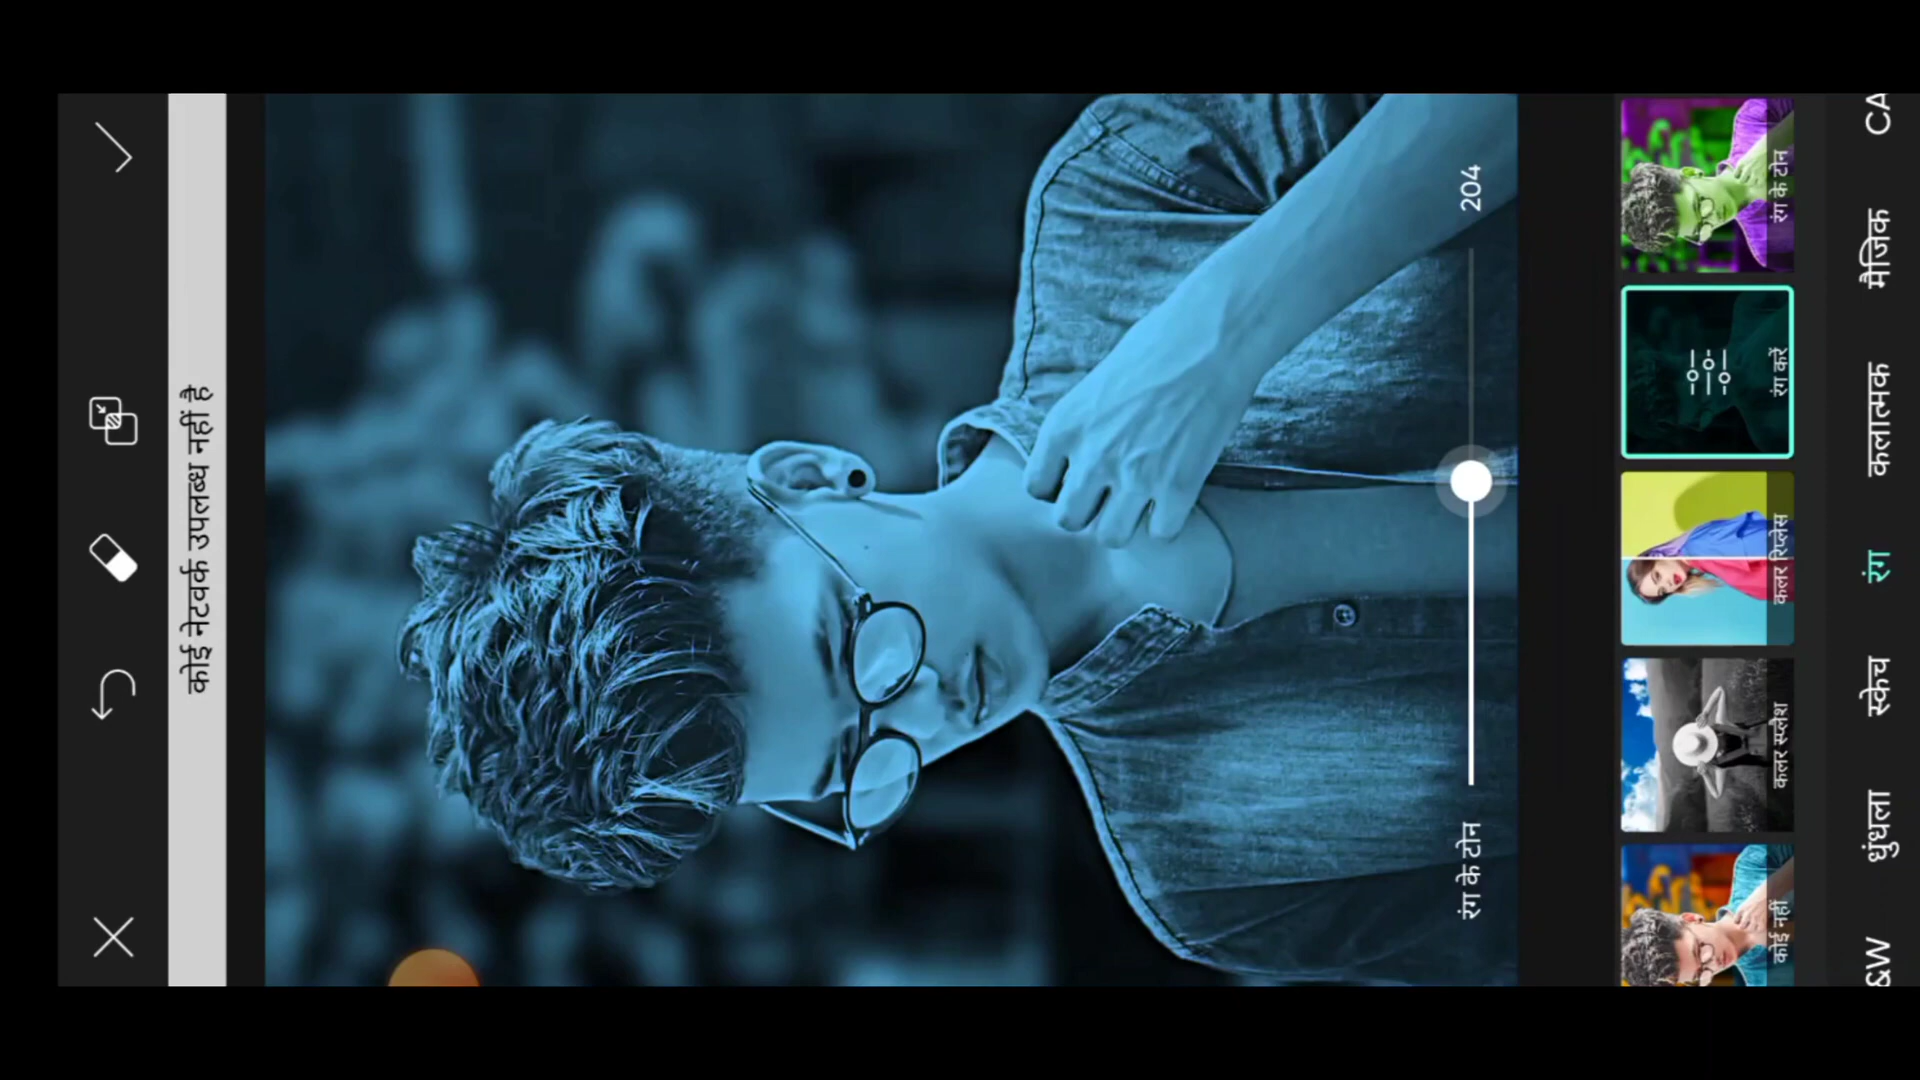 कोई नेटवर्क उपलब्ध नहीं है
रंग के टोन
204
कोई नहीं
कलर स्प्लैश
कलर रिप्लेस
रंग करें
रंग के टोन
&W
धुंधला
स्केच
रंग
कलात्मक
मैजिक
CA